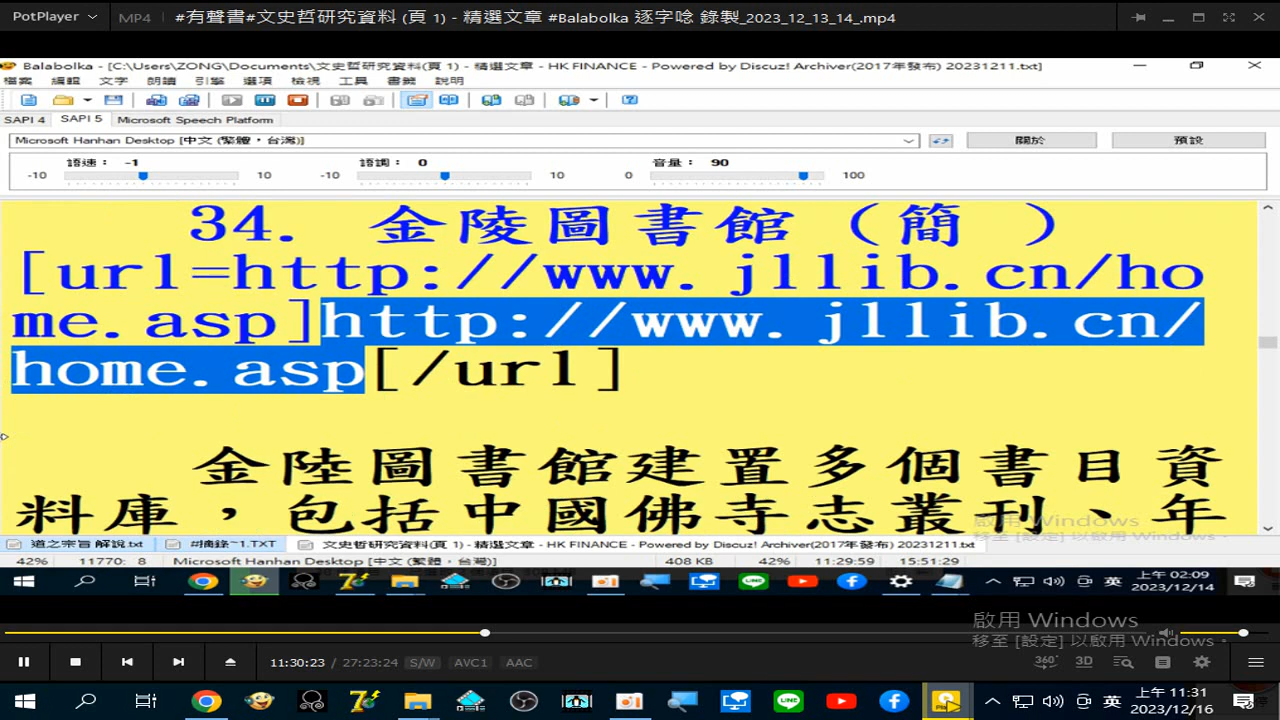 PotPlayer MP4 #有聲書#文史哲研究資料 (頁 1) - 精選文章 #Balabolka 逐字唸 錄製_2023_12_13_14_.mp4
Balabolka - [C:\Users\ZONG\Documents\文史哲研究資料(頁 1) - 精選文章 - HK FINANCE - Powered by Discuz! Archiver(2017年發布) 20231211.txt]
檔案 編輯 文字 朗讀 引擎 選項 檢視 工具 書籤 說明
SAPI 4 SAPI 5 Microsoft Speech Platform
Microsoft Hanhan Desktop [中文 (繁體，台灣)] 關於 預設
語速： -1 語調： 0 音量： 90
-10 10 -10 10 0 100
34. 金陵圖書館（簡 ）
[url=http://www.jllib.cn/ho
me.asp]http://www.jllib.cn/
home.asp[/url]
金陸圖書館建置多個書目資
料庫，包括中國佛寺志叢刊、年
啟用 Windows
移至 [設定] 以啟用 Windows。
道之宗旨 解說.txt #摘錄~1.TXT 文史哲研究資料(頁 1) - 精選文章 - HK FINANCE - Powered by Discuz! Archiver(2017年發布) 20231211.txt
42% 11770: 8 Microsoft Hanhan Desktop [中文 (繁體，台灣)] 408 KB 42% 11:29:59 15:51:29
英 上午 02:09
2023/12/14
啟用 Windows
移至 [設定] 以啟用 Windows。
11:30:23 / 27:23:24 S/W AVC1 AAC 360° 3D
英 上午 11:31
2023/12/16